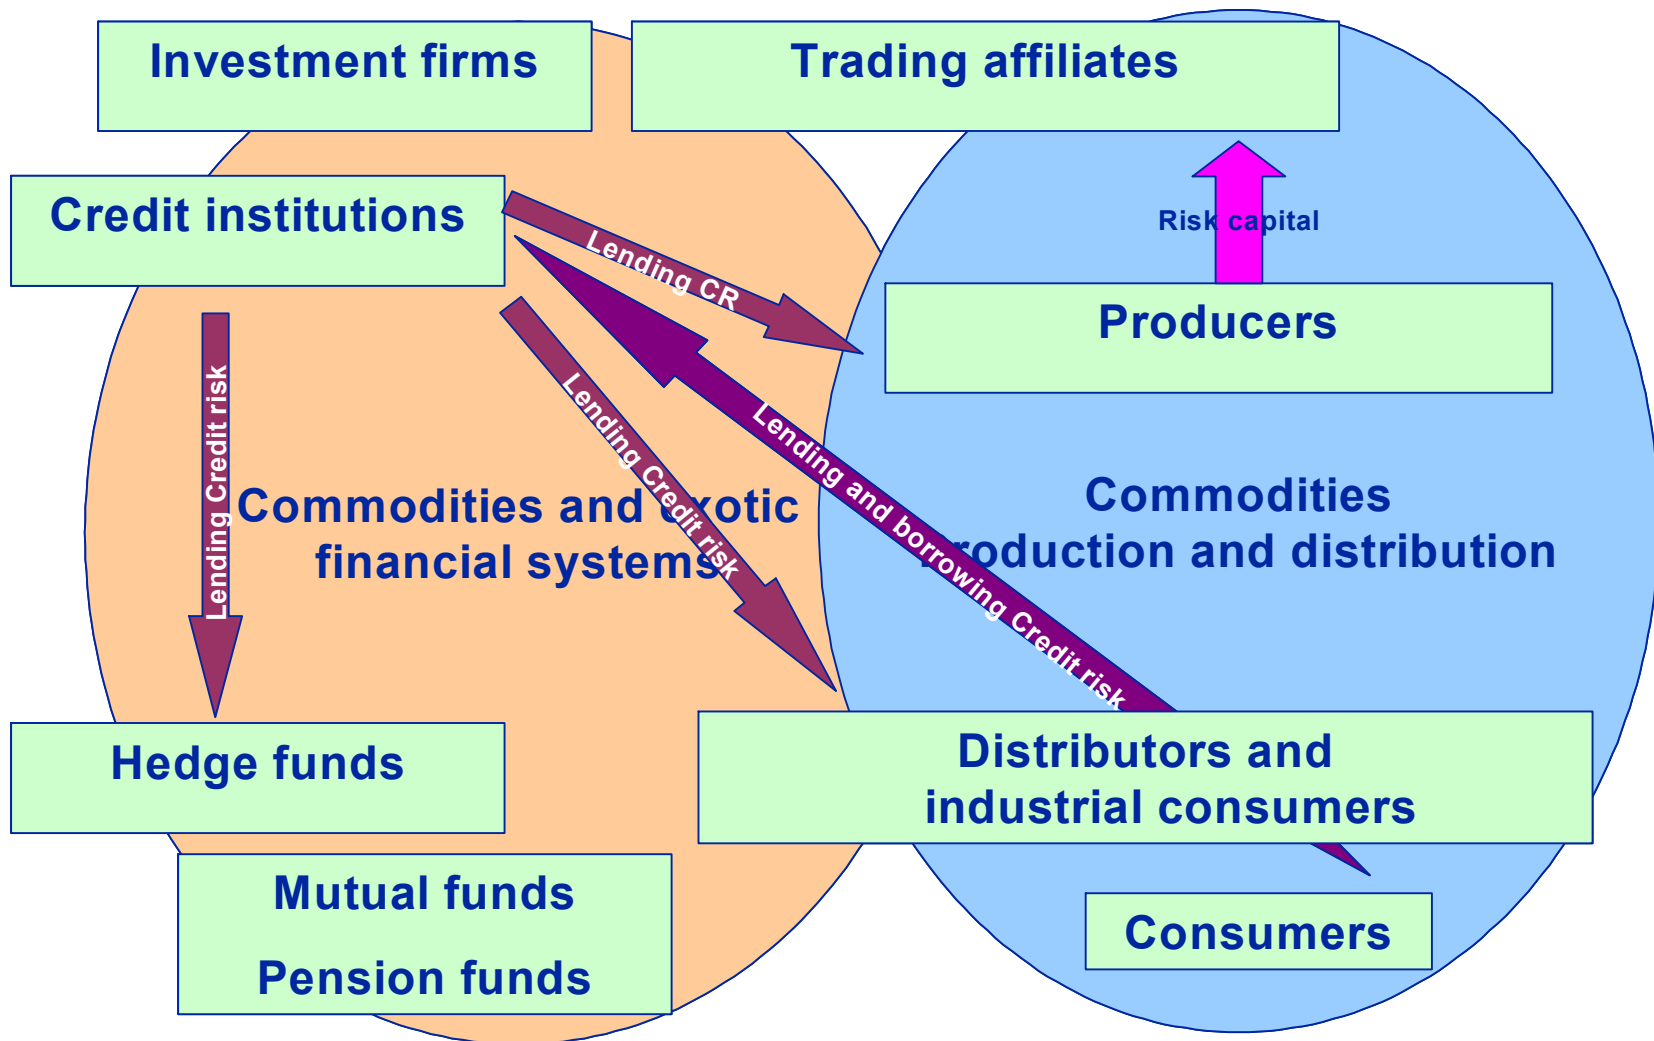 Investment firms
Trading affiliates
Credit institutions
Risk capital
Lending CR
Producers
Lending Credit risk
Lending Credit risk
Lending and borrowing Credit risk
Commodities and exotic
financial systems
Commodities
production and distribution
Hedge funds
Distributors and
industrial consumers
Mutual funds
Pension funds
Consumers